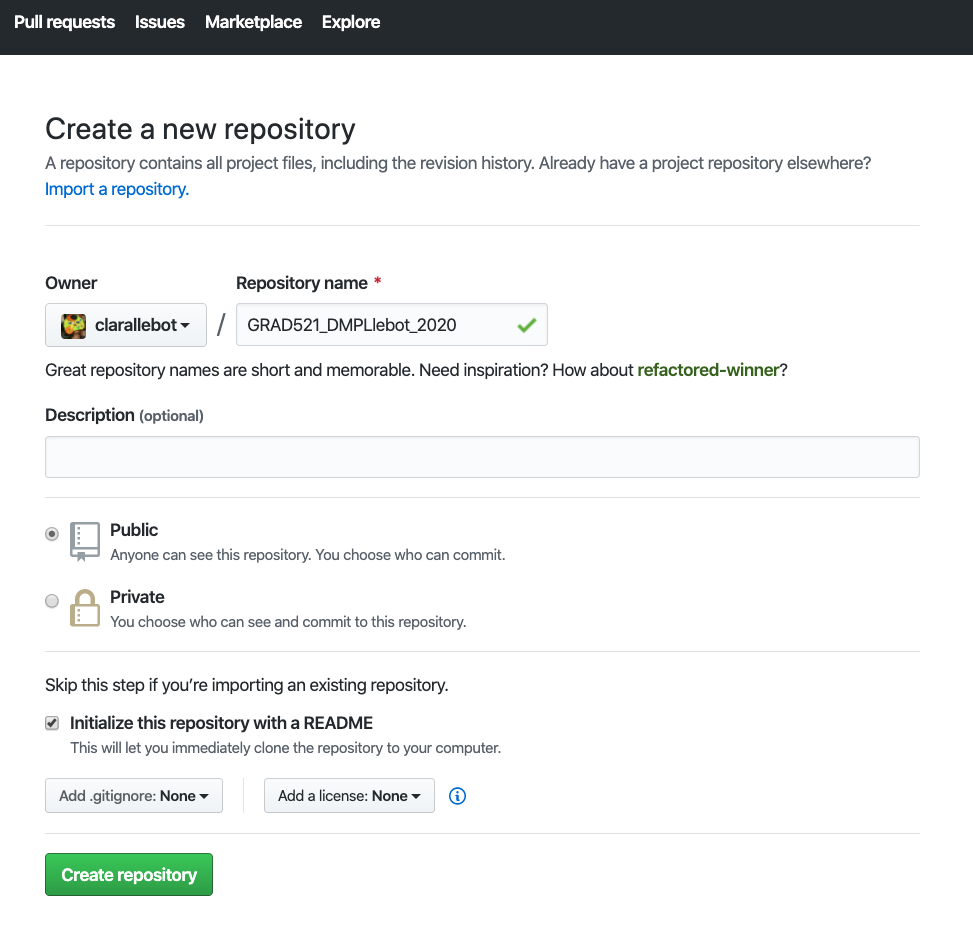 Pull requests Issues Marketplace Explore
Create a new repository
A repository contains all project files, including the revision history. Already have a project repository elsewhere?
Import a repository.
Owner Repository name *
clarallebot / GRAD521_DMPLlebot_2020
Great repository names are short and memorable. Need inspiration? How about refactored-winner?
Description (optional)
Public
Anyone can see this repository. You choose who can commit.
Private
You choose who can see and commit to this repository.
Skip this step if you’re importing an existing repository.
Initialize this repository with a README
This will let you immediately clone the repository to your computer.
Add .gitignore: None Add a license: None
Create repository